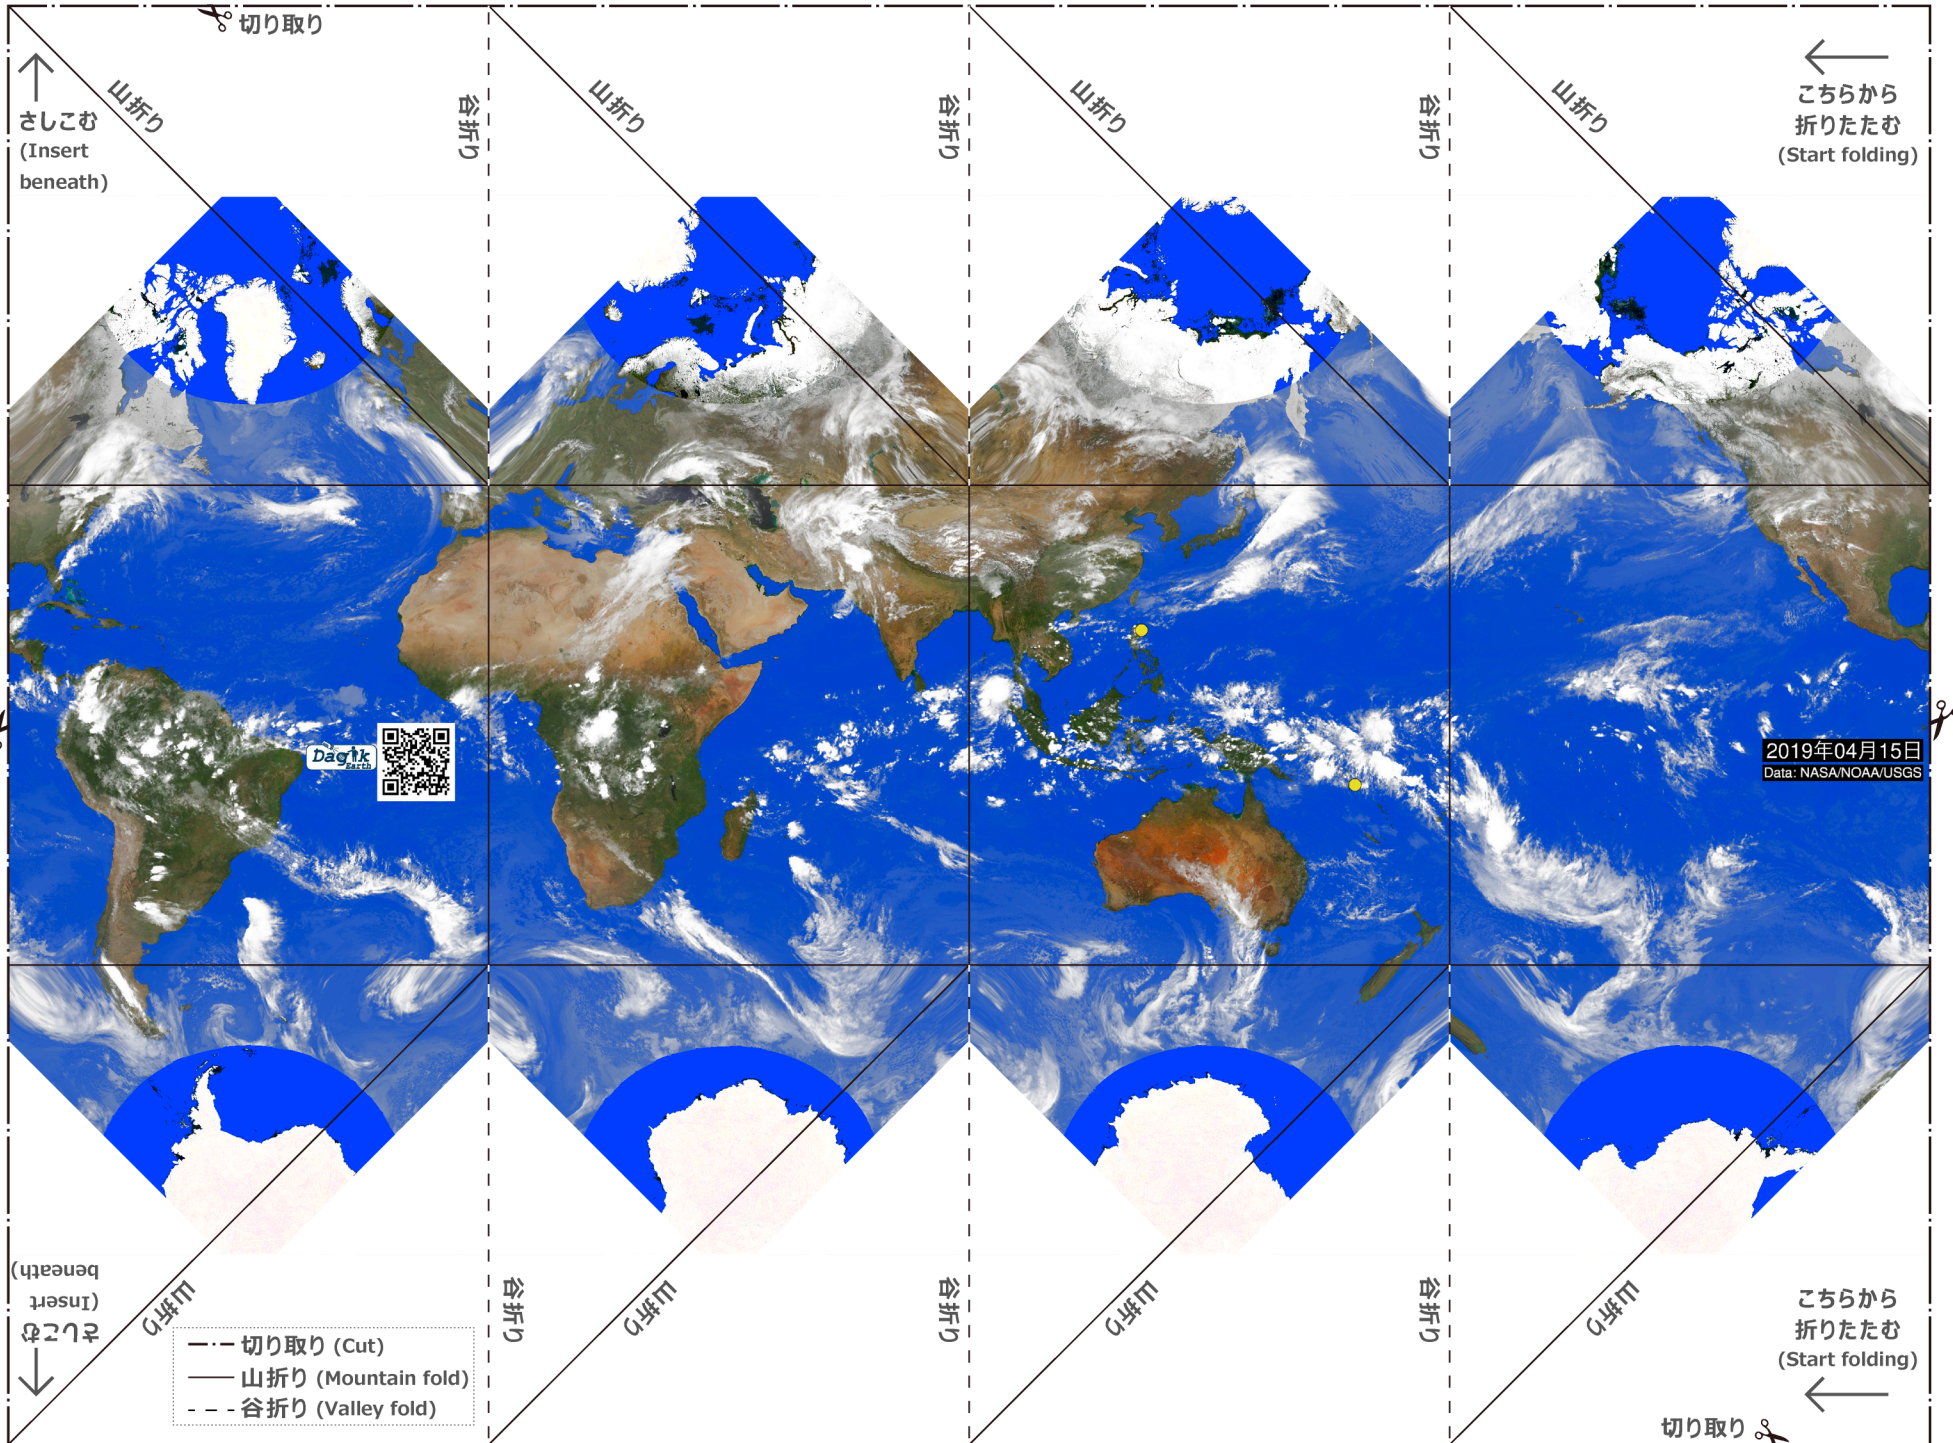 切り取り
さしこむ
(Insert
beneath)
山折り
谷折り
山折り
谷折り
山折り
谷折り
山折り
こちらから
折りたたむ
(Start folding)
Dagik
Earth
2019年04月15日
Data: NASA/NOAA/USGS
さしこむ
(Insert
beneath)
山折り
谷折り
山折り
谷折り
山折り
谷折り
山折り
こちらから
折りたたむ
(Start folding)
切り取り (Cut)
山折り (Mountain fold)
谷折り (Valley fold)
切り取り